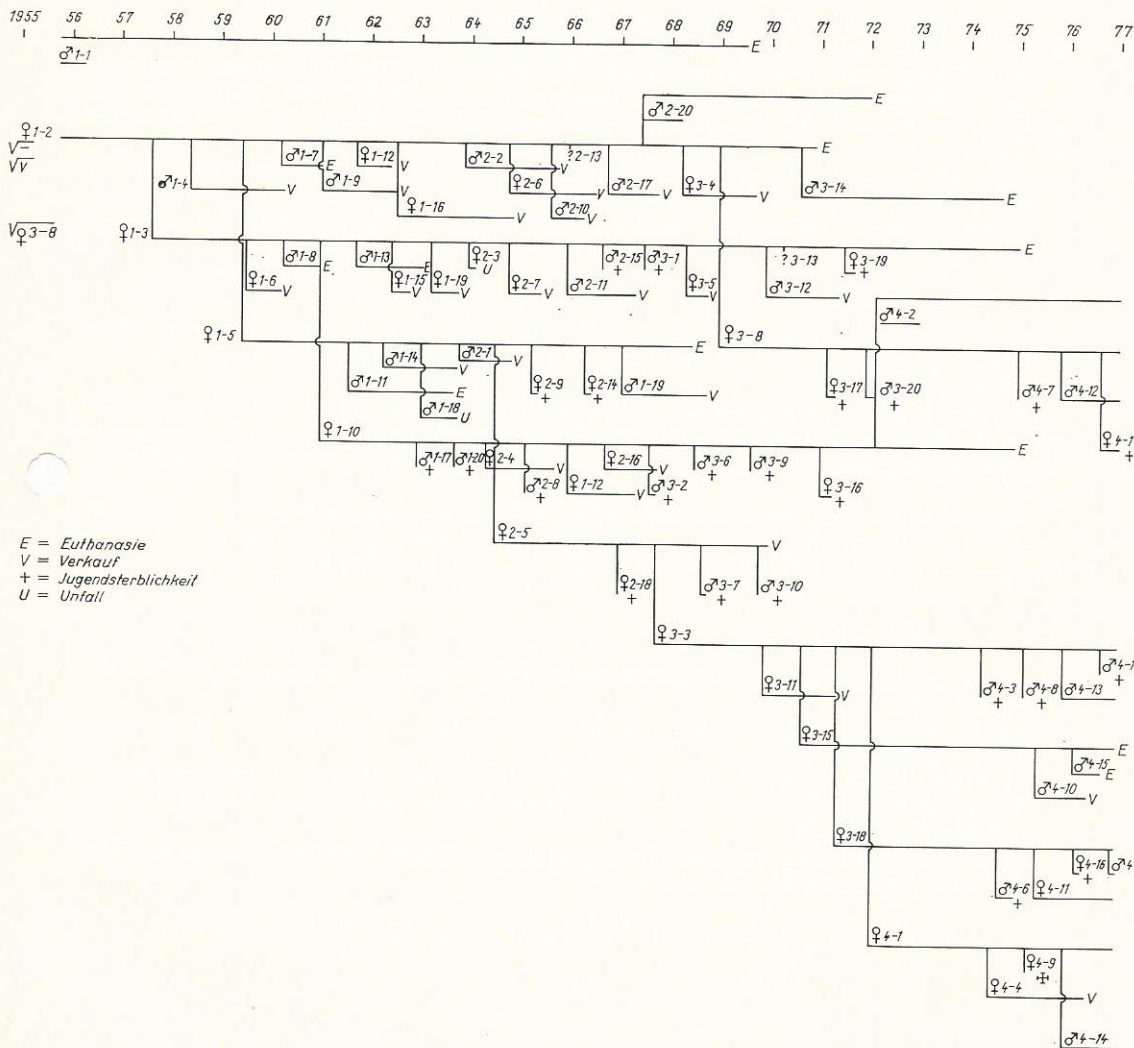 1955 56 57 58 59 60 61 62 63 64 65 66 67 68 69 70 71 72 73 74 75 76 77
♂1-1 E
♂2-20 E
♀1-2 E
♂1-4 V
♂1-7 E
♂1-9 V
♀1-12 V
♀1-16 V
♂2-2 V
♀2-6 V
♂2-10 V
?2-13
♂2-17 V
♀3-4 V
♂3-14 E
V♀3-8
♀1-3 E
♀1-6 V
♂1-8 E
♂1-13 E
♀1-15 V
♀1-19 V
♀2-3 U
♀2-7 V
♂2-11 V
♂2-15 +
♂3-1 +
♀3-5 V
♂3-12 V
?3-13
♀3-19 +
♂4-2
♀1-5 E
♂1-11 E
♂1-14 V
♂1-18 U
♂2-1 V
♀2-9 +
♀2-14 +
♂1-19 V
♀3-8
♀3-17 +
♂3-20 +
♂4-7 +
♂4-12
♀4-1 +
♀1-10 E
♂1-17 +
♂1-20 +
♀2-4 V
♂2-8 +
♀1-12 V
♀2-16 V
♂3-2 +
♂3-6 +
♂3-9 +
♀3-16 +
♀2-5 V
♀2-18 +
♂3-7 +
♂3-10 +
E = Euthanasie
V = Verkauf
+ = Jugendsterblichkeit
U = Unfall
♀3-3
♀3-11 V
♂4-3 +
♂4-8 +
♂4-13
♂4-1 +
♀3-15 E
♂4-10 V
♂4-15 E
♀3-18
♂4-6 +
♀4-11
♀4-16 +
♂4
♀4-1
♀4-4 V
♀4-9
♂4-14